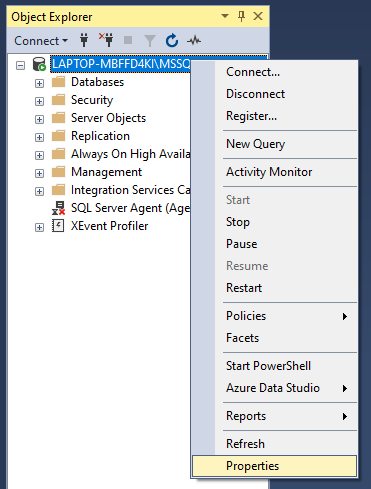 Object Explorer
Connect
LAPTOP-MBFFD4KI\MSSQ
Databases
Security
Server Objects
Replication
Always On High Availa
Management
Integration Services Ca
SQL Server Agent (Age
XEvent Profiler
Connect...
Disconnect
Register...
New Query
Activity Monitor
Start
Stop
Pause
Resume
Restart
Policies
Facets
Start PowerShell
Azure Data Studio
Reports
Refresh
Properties